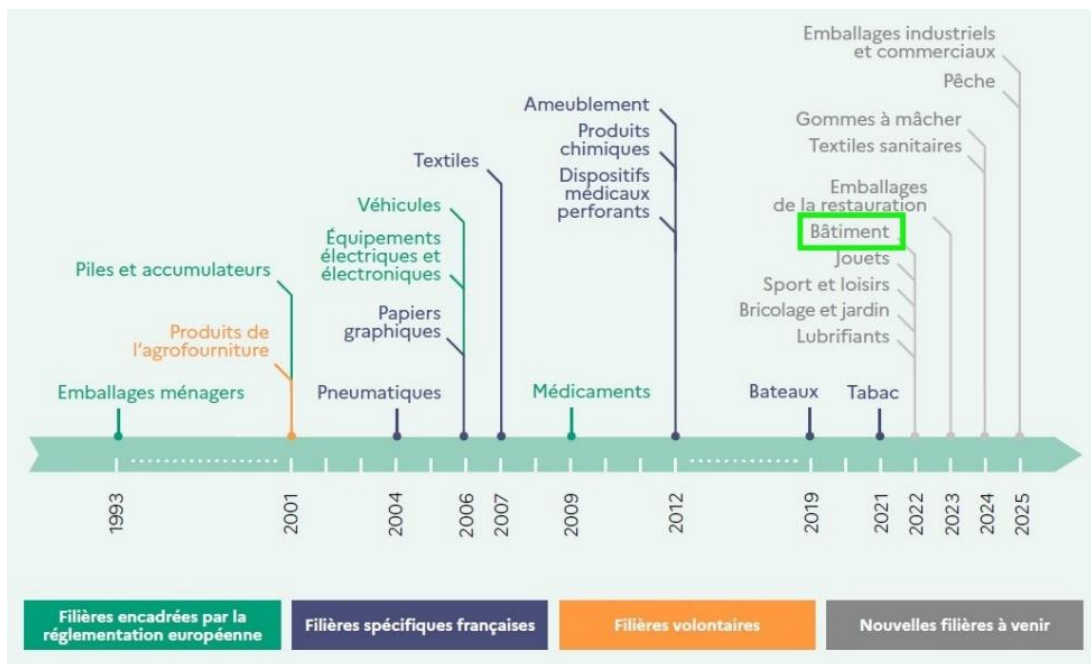 Emballages industriels
et commerciaux
Pêche
Ameublement
Gommes à mâcher
Produits
chimiques
Textiles sanitaires
Textiles
Dispositifs
médicaux
perforants
Emballages
de la restauration
Véhicules
Bâtiment
Équipements
électriques et
électroniques
Jouets
Piles et accumulateurs
Sport et loisirs
Papiers
graphiques
Bricolage et jardin
Produits de
l'agrofourniture
Lubrifiants
Emballages ménagers
Pneumatiques
Médicaments
Bateaux
Tabac
1993
2001
2004
2006
2007
2009
2012
2019
2021
2022
2023
2024
2025
Filières encadrées par la
réglementation européenne
Filières spécifiques françaises
Filières volontaires
Nouvelles filières à venir